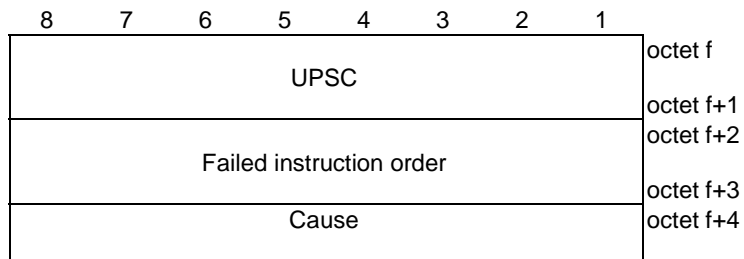 8 7 6 5 4 3 2 1
octet f
UPSC
octet f+1
octet f+2
Failed instruction order
octet f+3
Cause octet f+4